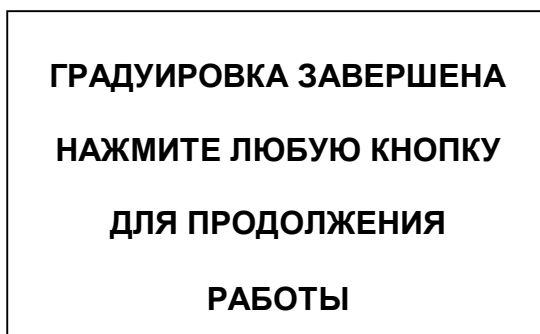 ГРАДУИРОВКА ЗАВЕРШЕНА
НАЖМИТЕ ЛЮБУЮ КНОПКУ
ДЛЯ ПРОДОЛЖЕНИЯ
РАБОТЫ